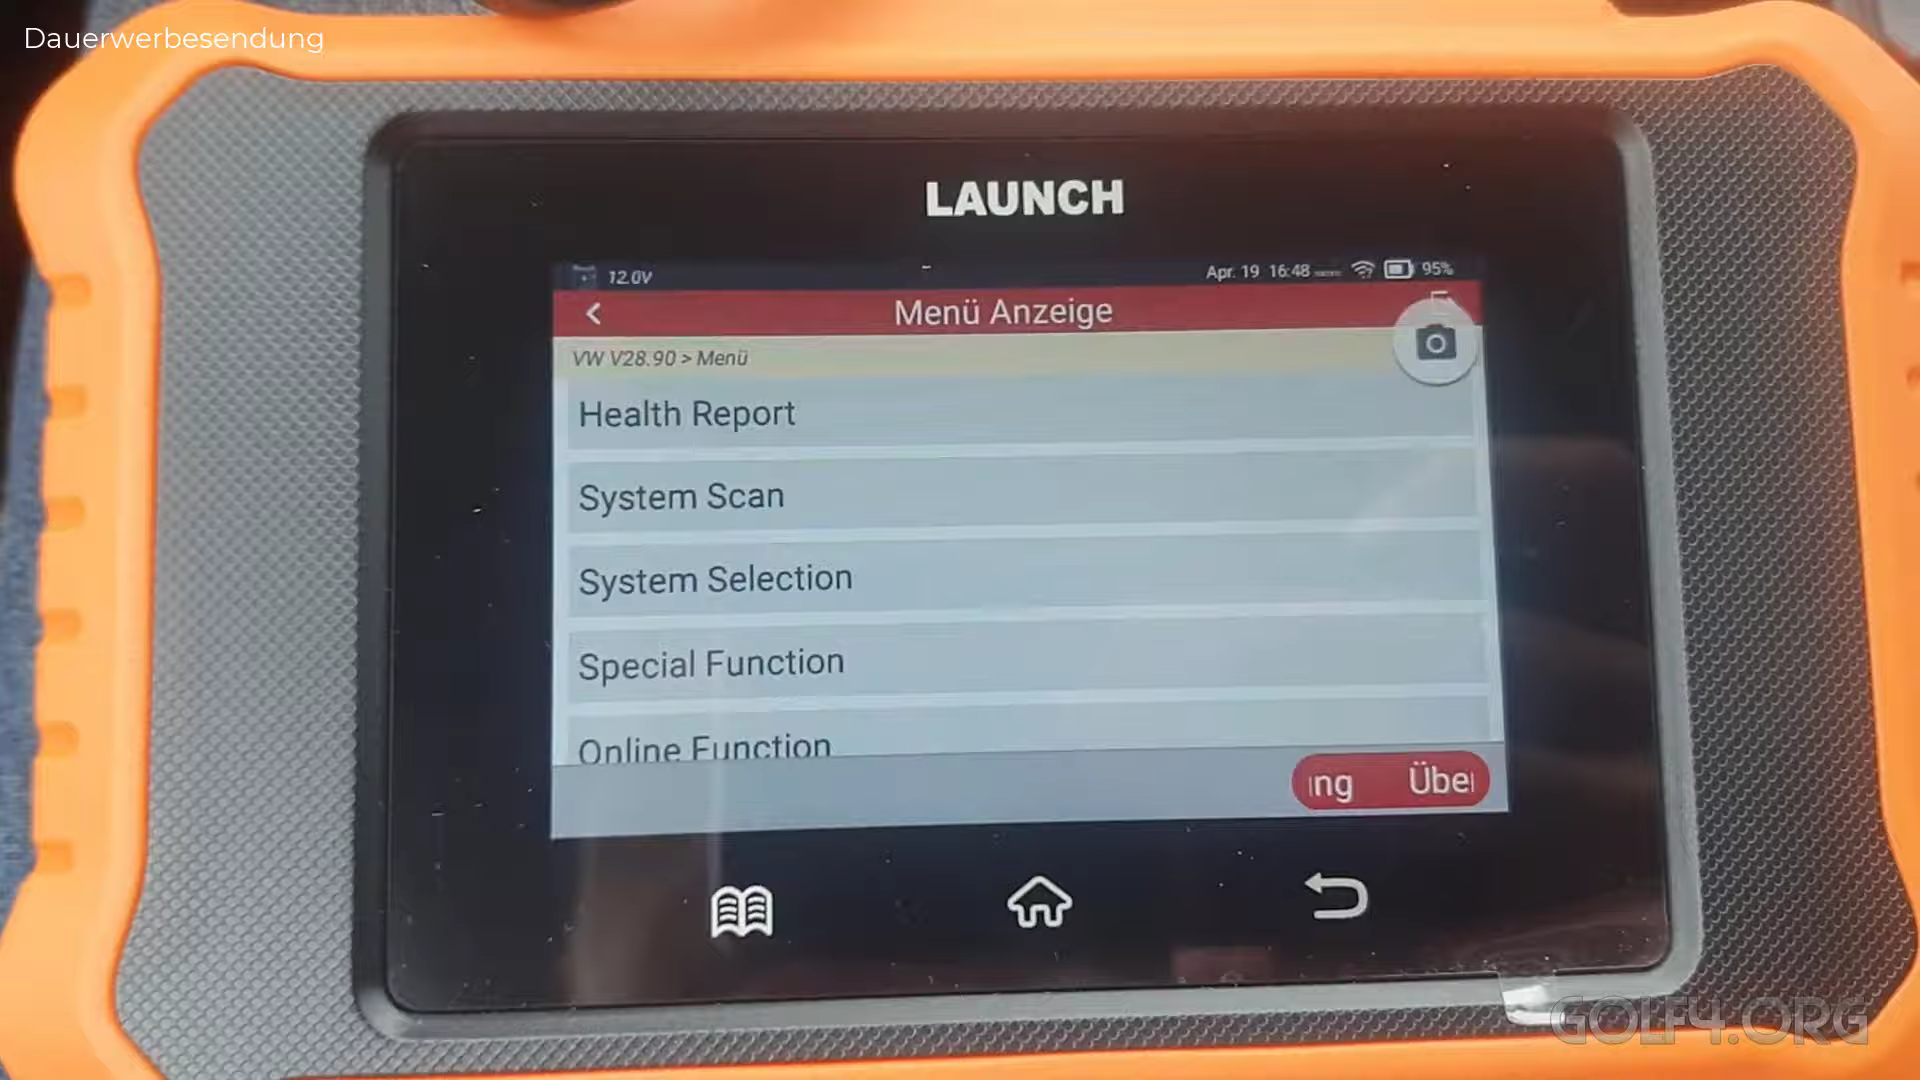 Dauerwerbesendung
LAUNCH
12.0V
Apr. 19 16:48
95%
Menü Anzeige
VW V28.90 > Menü
Health Report
System Scan
System Selection
Special Function
Online Function
ng Übe
GOLF4.ORG